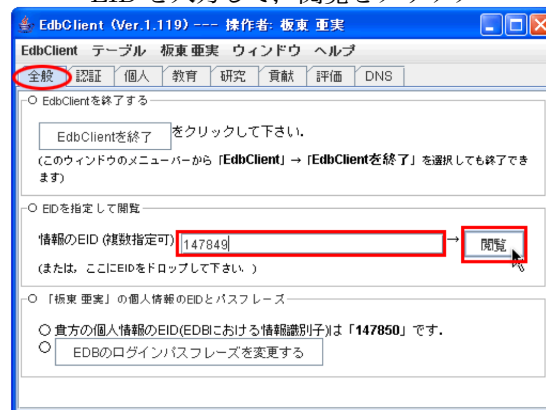 EdbClient (Ver.1.119) --- 操作者: 板東 亜実
EdbClient テーブル 板東 亜実 ウィンドウ ヘルプ
全般 認証 個人 教育 研究 貢献 評価 DNS
EdbClientを終了する
EdbClientを終了 をクリックして下さい.
(このウィンドウのメニューバーから「EdbClient」→「EdbClientを終了」を選択しても終了できます)
EIDを指定して閲覧
情報のEID (複数指定可) 147849 → 閲覧
(または, ここにEIDをドロップして下さい. )
「板東 亜実」の個人情報のEIDとパスフレーズ
貴方の個人情報のEID(EDBにおける情報識別子)は「147850」です.
EDBのログインパスフレーズを変更する